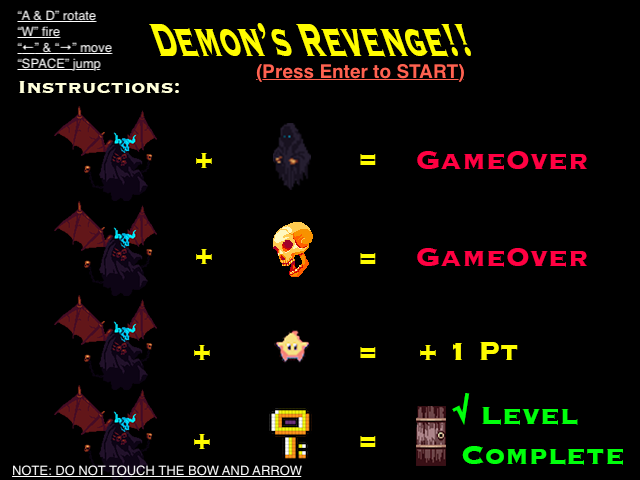 “A & D” rotate
“W” fire
“←” & “→” move
“SPACE” jump
Demon’s Revenge!!
(Press Enter to START)
Instructions:
+ = GameOver
+ = GameOver
+ = + 1 Pt
+ = √ Level
Complete
NOTE: DO NOT TOUCH THE BOW AND ARROW